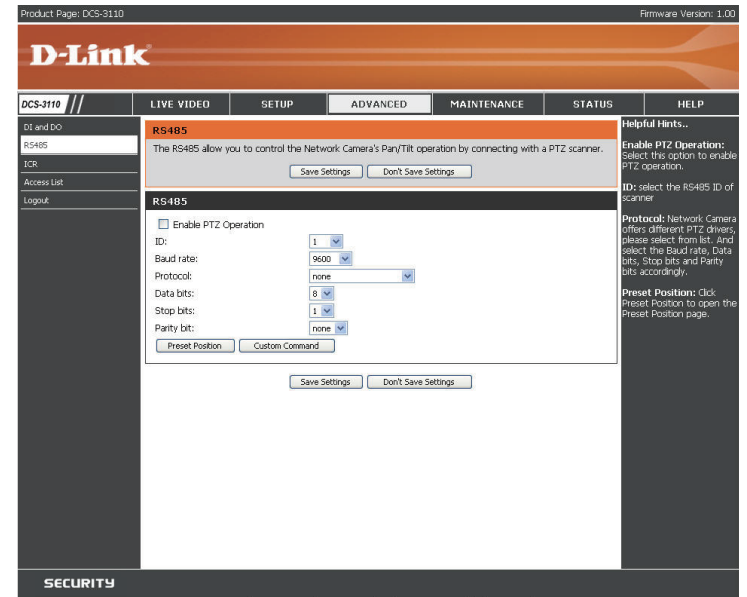 Product Page: DCS-3110 Firmware Version: 1.00
D-Link
DCS-3110 // LIVE VIDEO SETUP ADVANCED MAINTENANCE STATUS HELP
DI and DO
RS485
ICR
Access List
Logout
RS485
The RS485 allow you to control the Network Camera's Pan/Tilt operation by connecting with a PTZ scanner.
Save Settings Don't Save Settings
RS485
Enable PTZ Operation
ID: 1
Baud rate: 9600
Protocol: none
Data bits: 8
Stop bits: 1
Parity bit: none
Preset Position Custom Command
Save Settings Don't Save Settings
Helpful Hints..
Enable PTZ Operation:
Select this option to enable
PTZ operation.
ID: select the RS485 ID of
scanner
Protocol: Network Camera
offers different PTZ drivers,
please select from list. And
select the Baud rate, Data
bits, Stop bits and Parity
bits accordingly.
Preset Position: Click
Preset Position to open the
Preset Position page.
SECURITY